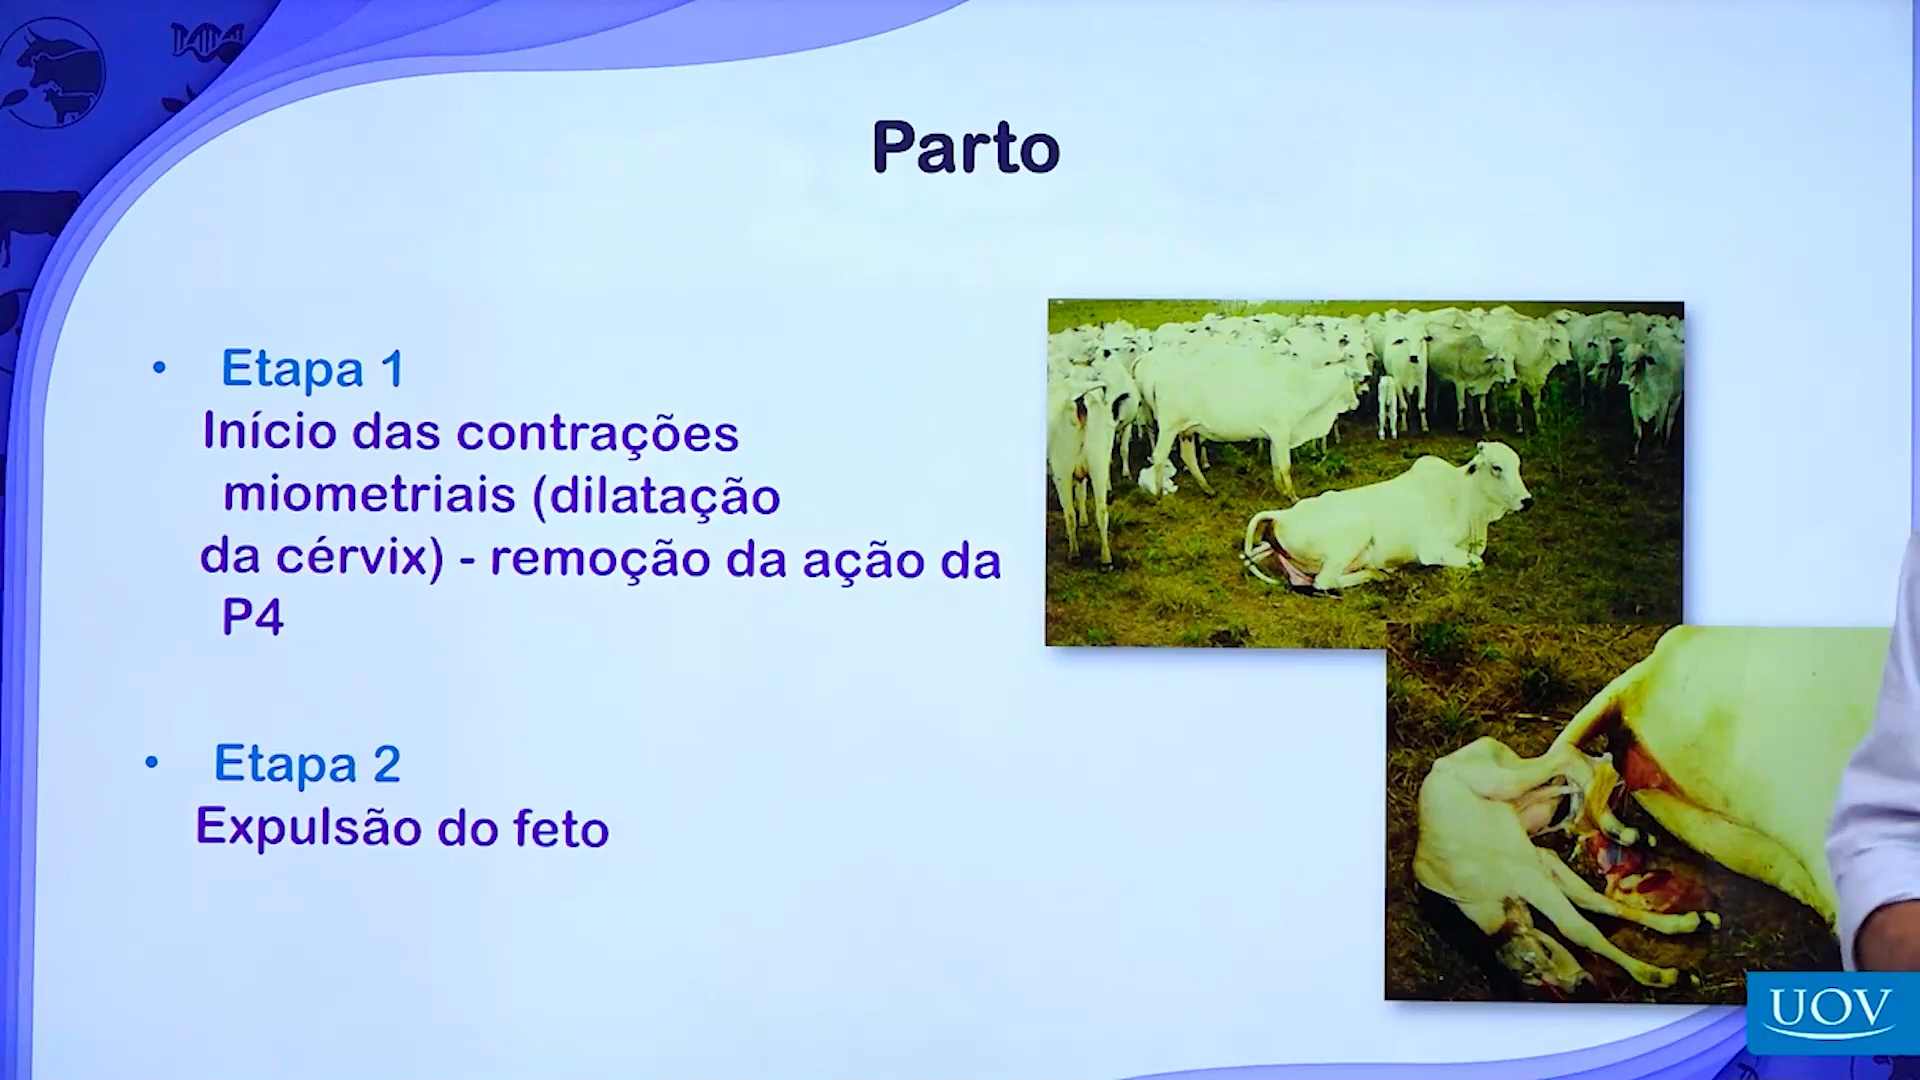 Parto
• Etapa 1
Início das contrações
miometriais (dilatação
da cérvix) - remoção da ação da
P4
• Etapa 2
Expulsão do feto
UOV